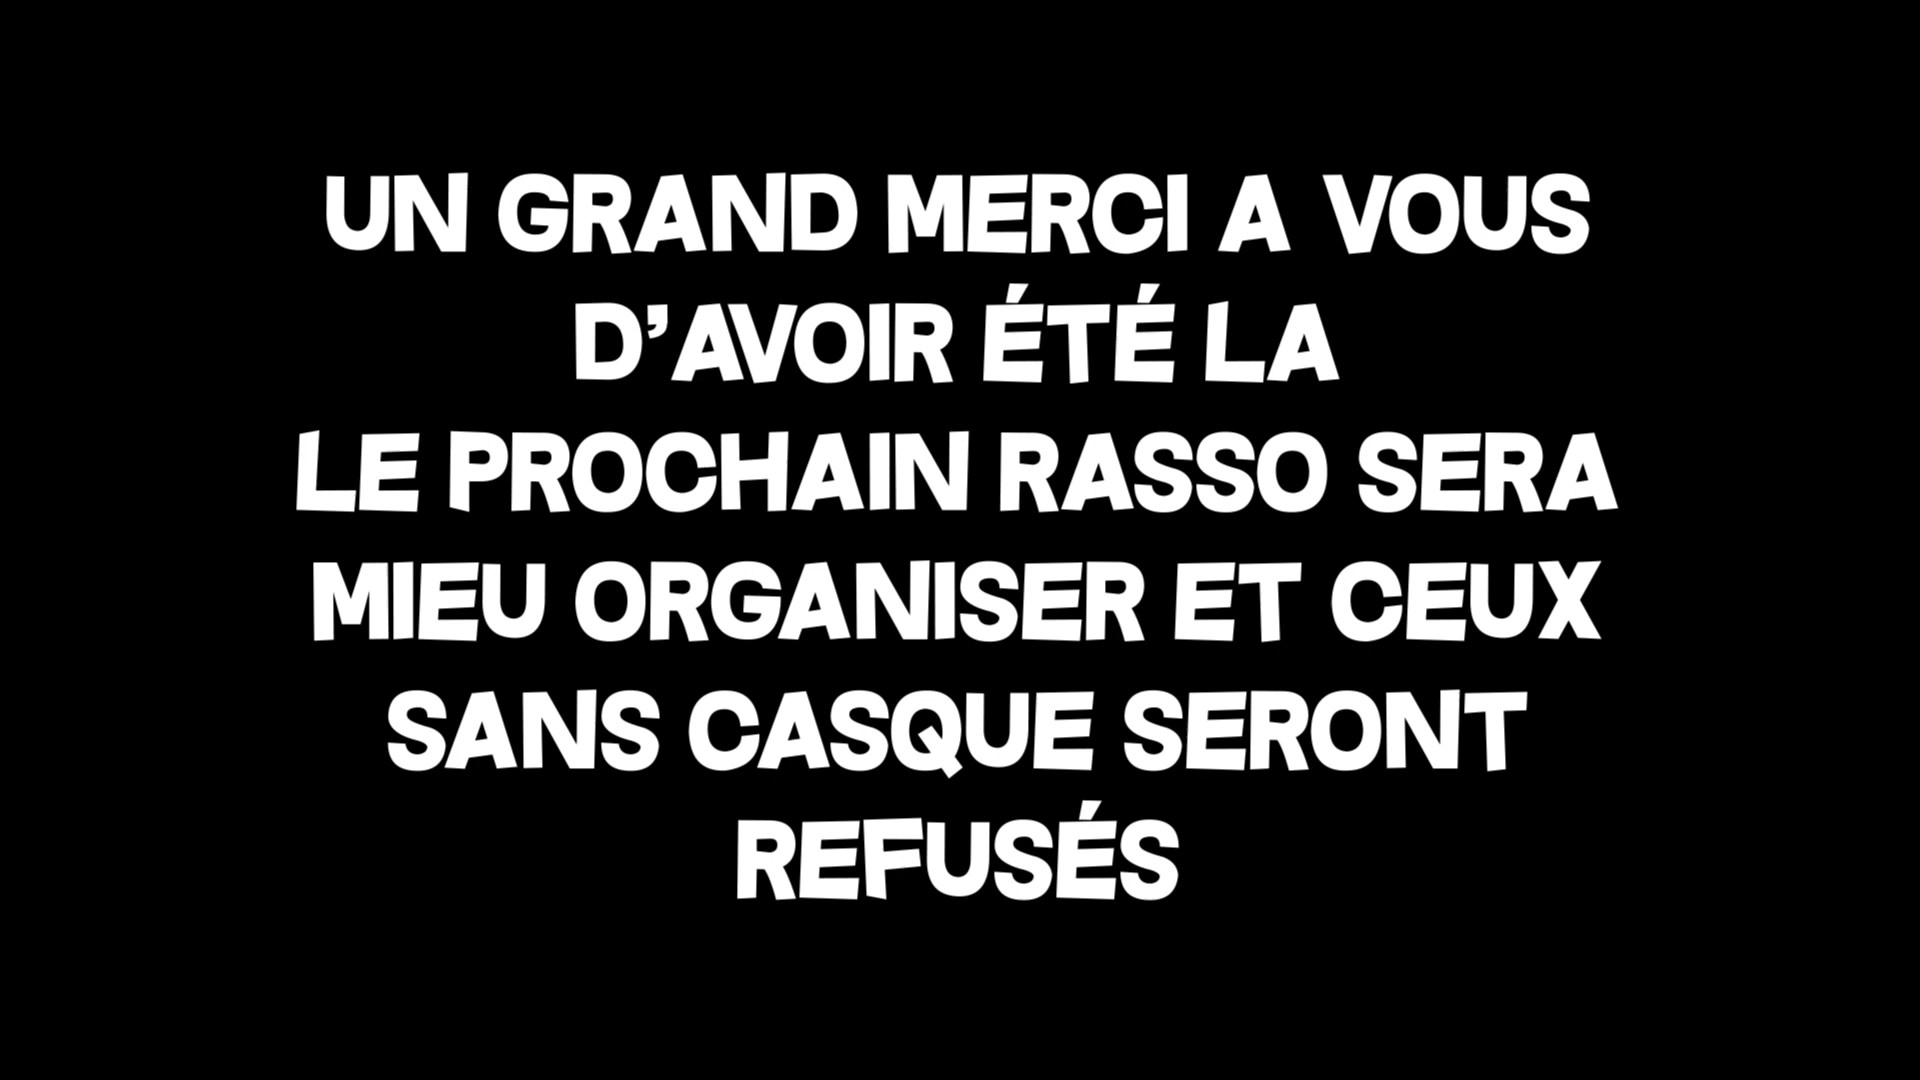 UN GRAND MERCI A VOUS
D'AVOIR ÉTÉ LA
LE PROCHAIN RASSO SERA
MIEU ORGANISER ET CEUX
SANS CASQUE SERONT
REFUSÉS